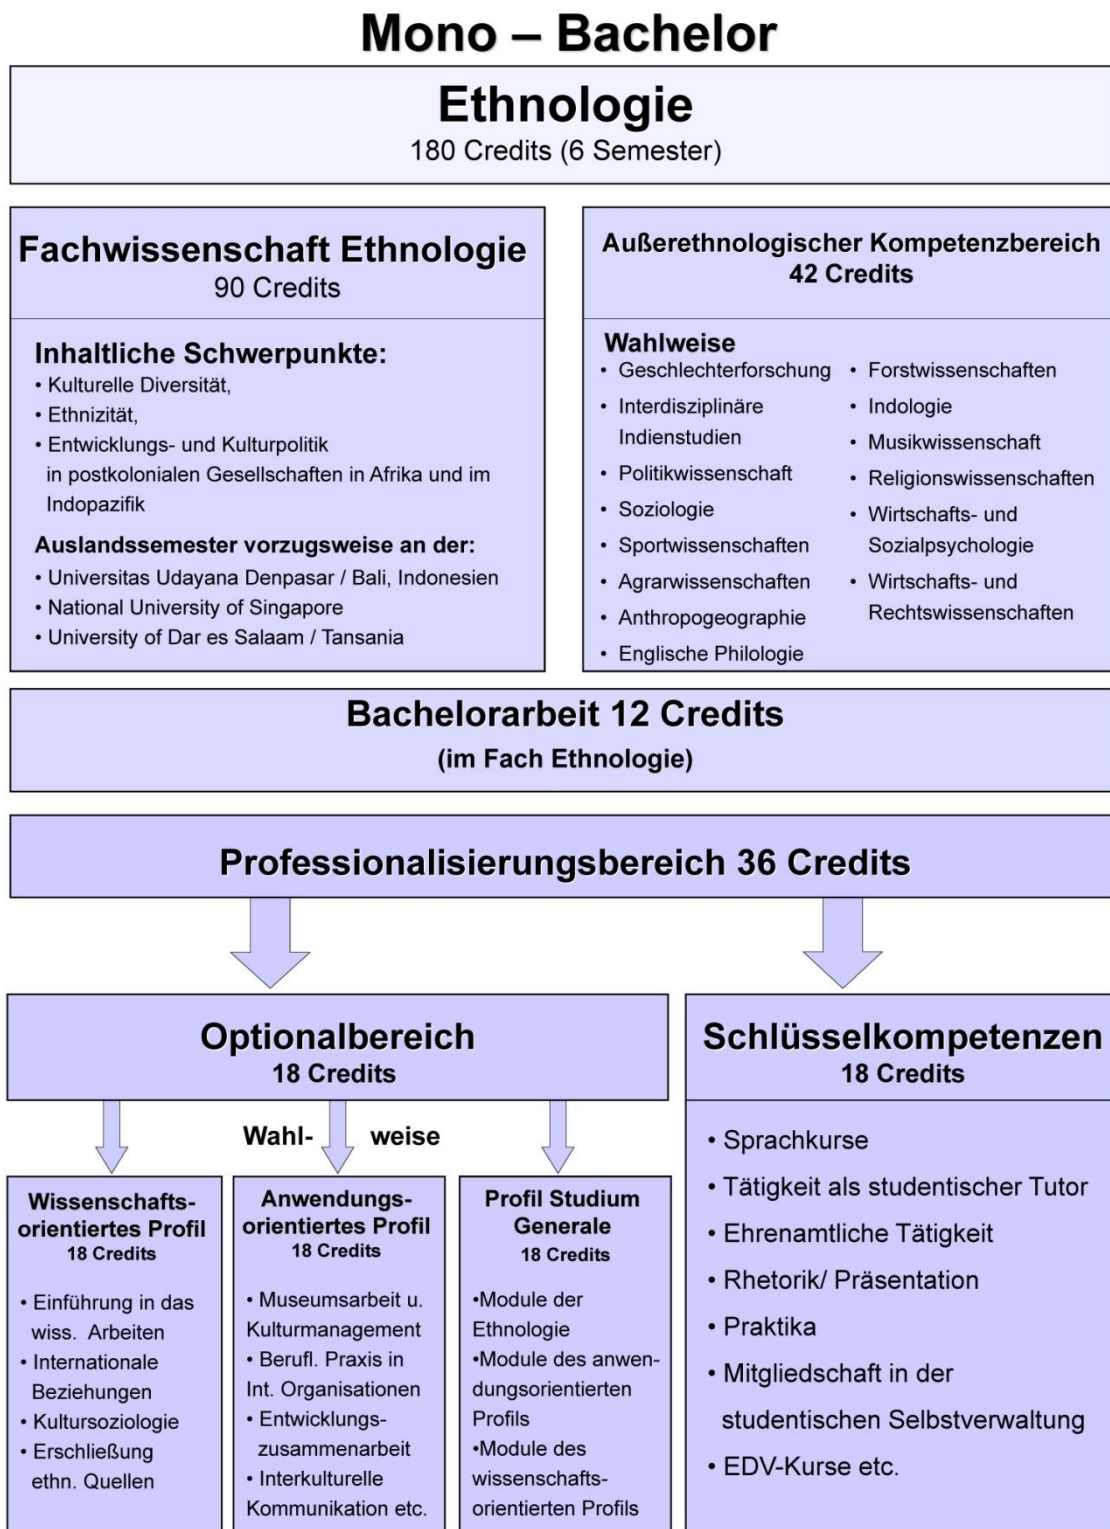 Mono – Bachelor
Ethnologie
180 Credits (6 Semester)
Fachwissenschaft Ethnologie
90 Credits
Inhaltliche Schwerpunkte:
• Kulturelle Diversität,
• Ethnizität,
• Entwicklungs- und Kulturpolitik
in postkolonialen Gesellschaften in Afrika und im
Indopazifik
Auslandssemester vorzugsweise an der:
• Universitas Udayana Denpasar / Bali, Indonesien
• National University of Singapore
• University of Dar es Salaam / Tansania
Außerethnologischer Kompetenzbereich
42 Credits
Wahlweise
• Geschlechterforschung
• Interdisziplinäre
Indienstudien
• Politikwissenschaft
• Soziologie
• Sportwissenschaften
• Agrarwissenschaften
• Anthropogeographie
• Englische Philologie
• Forstwissenschaften
• Indologie
• Musikwissenschaft
• Religionswissenschaften
• Wirtschafts- und
Sozialpsychologie
• Wirtschafts- und
Rechtswissenschaften
Bachelorarbeit 12 Credits
(im Fach Ethnologie)
Professionalisierungsbereich 36 Credits
Optionalbereich
18 Credits
Wahl- weise
Wissenschafts-
orientiertes Profil
18 Credits
• Einführung in das
wiss. Arbeiten
• Internationale
Beziehungen
• Kultursoziologie
• Erschließung
ethn. Quellen
Anwendungs-
orientiertes Profil
18 Credits
• Museumsarbeit u.
Kulturmanagement
• Berufl. Praxis in
Int. Organisationen
• Entwicklungs-
zusammenarbeit
• Interkulturelle
Kommunikation etc.
Profil Studium
Generale
18 Credits
•Module der
Ethnologie
•Module des anwen-
dungsorientierten
Profils
•Module des
wissenschafts-
orientierten Profils
Schlüsselkompetenzen
18 Credits
• Sprachkurse
• Tätigkeit als studentischer Tutor
• Ehrenamtliche Tätigkeit
• Rhetorik/ Präsentation
• Praktika
• Mitgliedschaft in der
studentischen Selbstverwaltung
• EDV-Kurse etc.